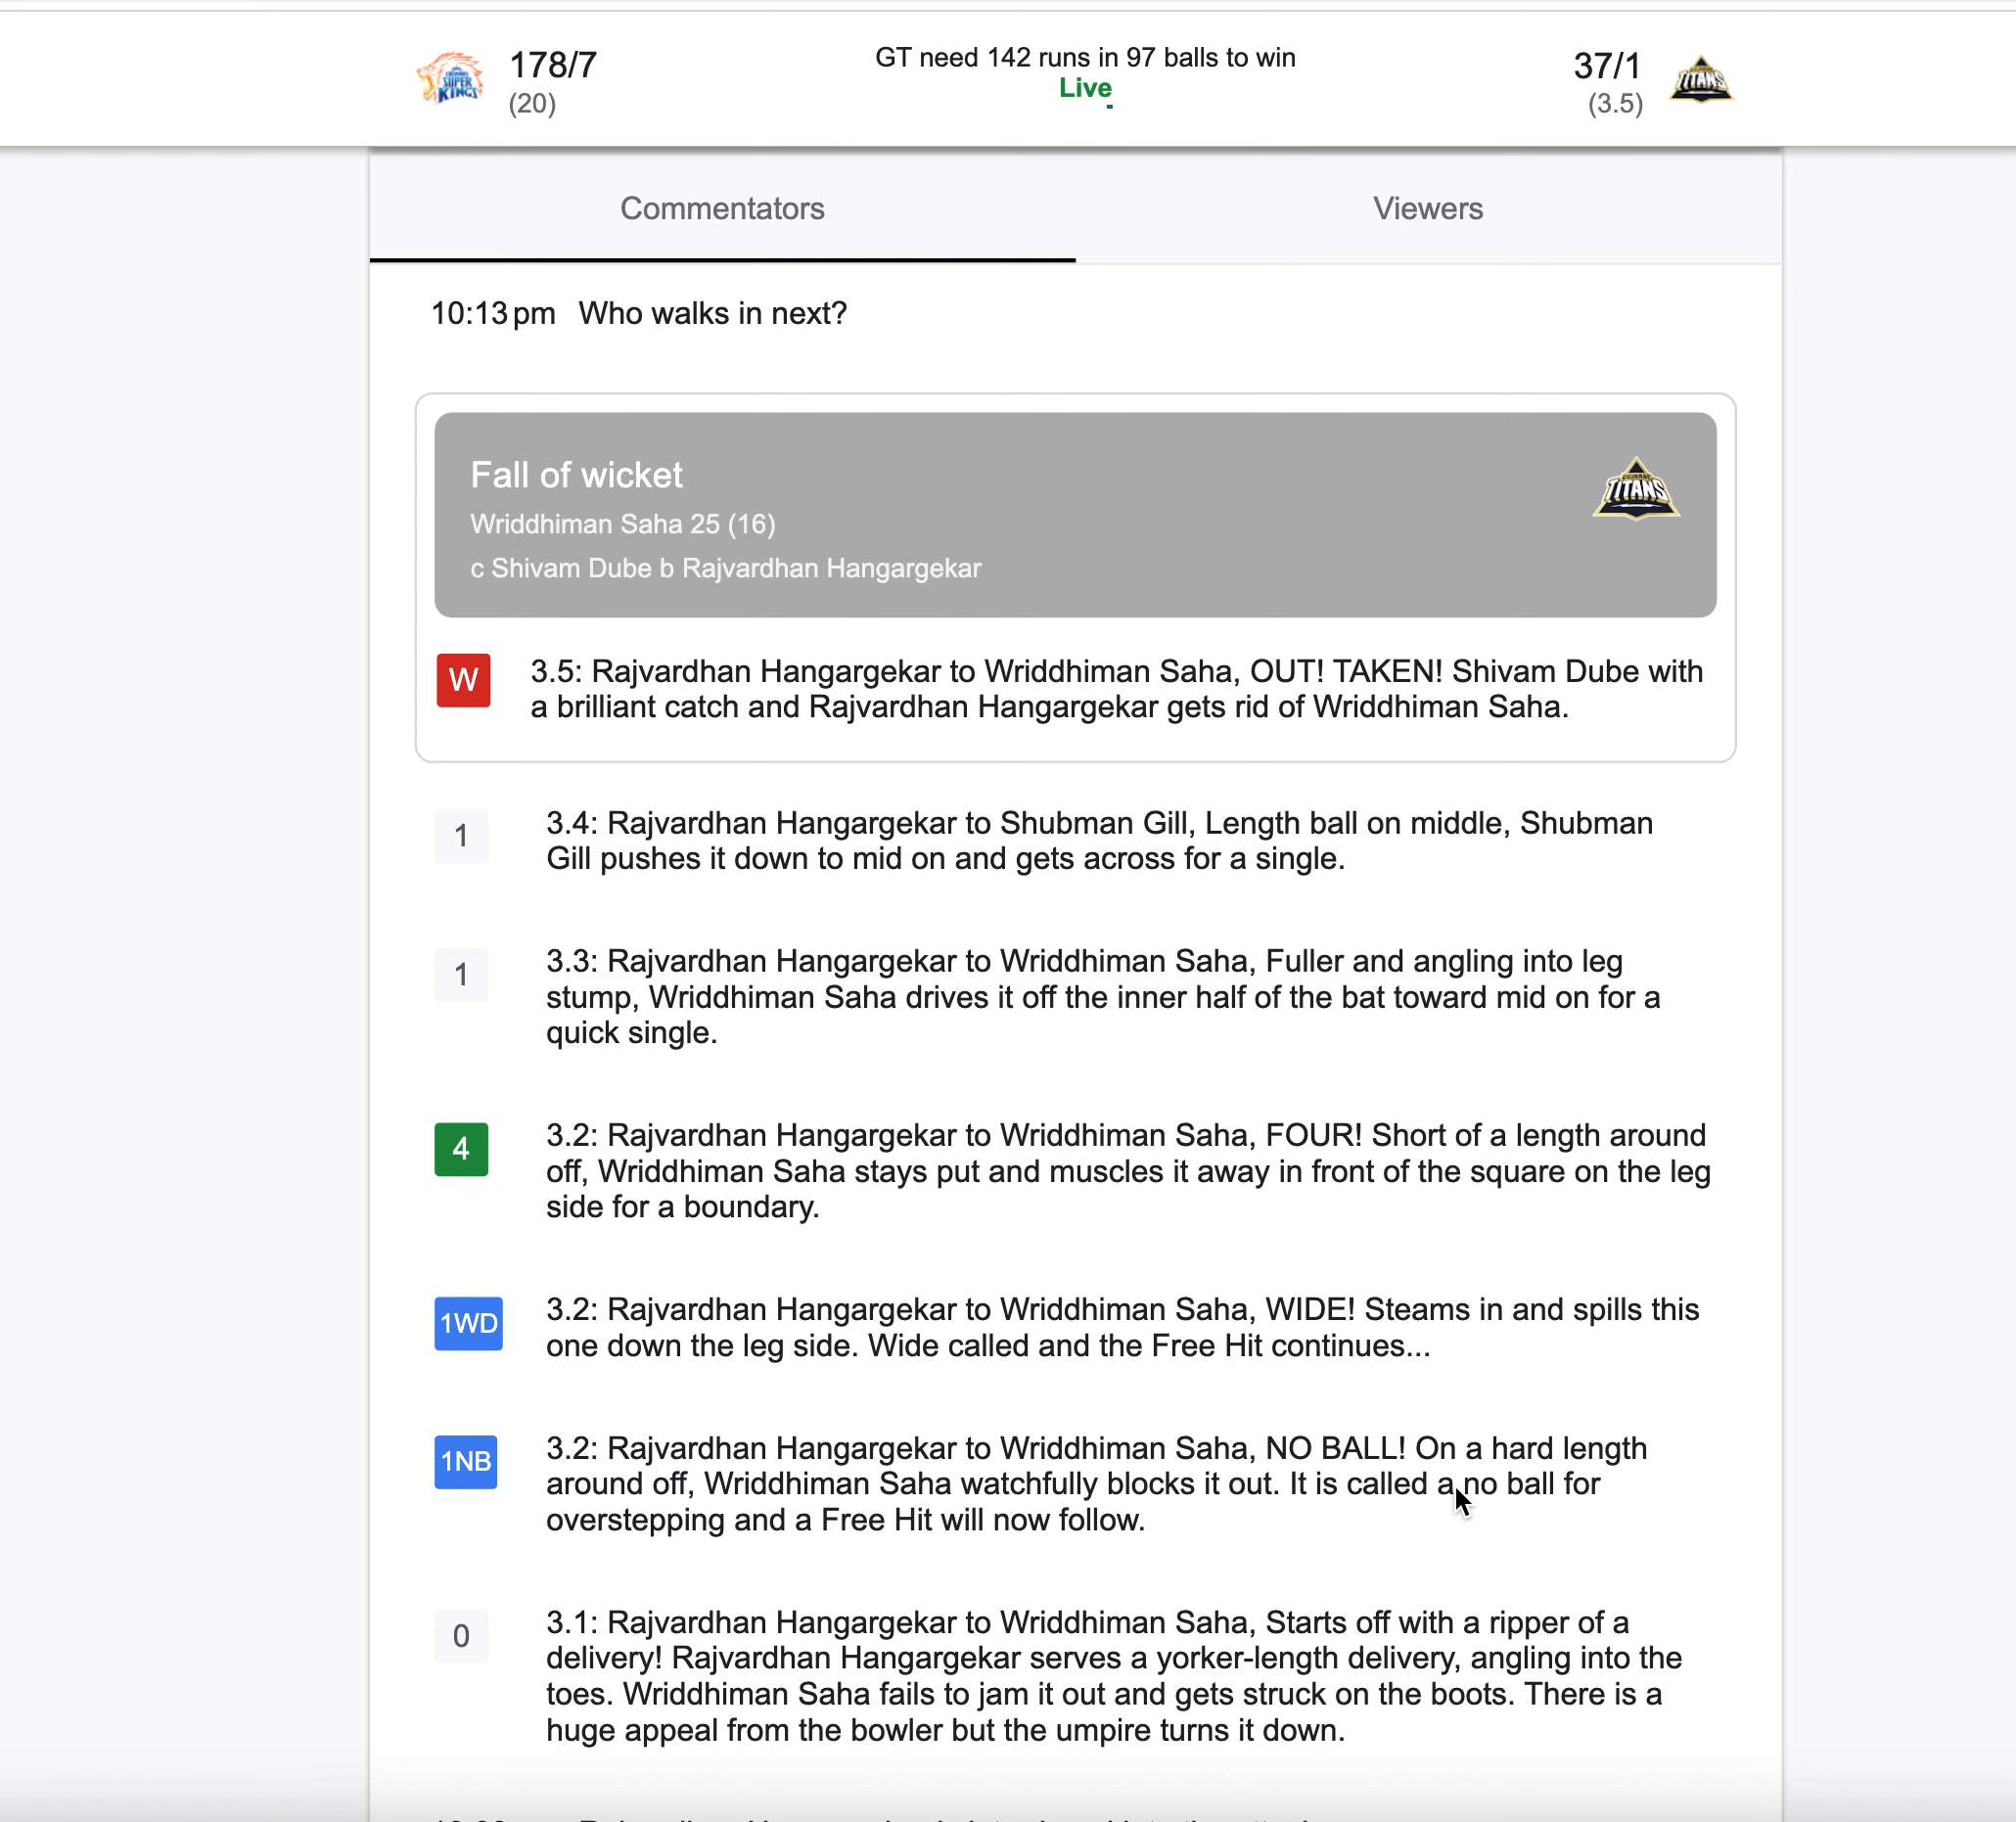 178/7
(20)
GT need 142 runs in 97 balls to win
Live
37/1
(3.5)
SUPER
KINGS
TITANS
Commentators
Viewers
10:13 pm Who walks in next?
Fall of wicket
Wriddhiman Saha 25 (16)
c Shivam Dube b Rajvardhan Hangargekar
TITANS
W
3.5: Rajvardhan Hangargekar to Wriddhiman Saha, OUT! TAKEN! Shivam Dube with
a brilliant catch and Rajvardhan Hangargekar gets rid of Wriddhiman Saha.
1
3.4: Rajvardhan Hangargekar to Shubman Gill, Length ball on middle, Shubman
Gill pushes it down to mid on and gets across for a single.
1
3.3: Rajvardhan Hangargekar to Wriddhiman Saha, Fuller and angling into leg
stump, Wriddhiman Saha drives it off the inner half of the bat toward mid on for a
quick single.
4
3.2: Rajvardhan Hangargekar to Wriddhiman Saha, FOUR! Short of a length around
off, Wriddhiman Saha stays put and muscles it away in front of the square on the leg
side for a boundary.
1WD
3.2: Rajvardhan Hangargekar to Wriddhiman Saha, WIDE! Steams in and spills this
one down the leg side. Wide called and the Free Hit continues...
1NB
3.2: Rajvardhan Hangargekar to Wriddhiman Saha, NO BALL! On a hard length
around off, Wriddhiman Saha watchfully blocks it out. It is called a no ball for
overstepping and a Free Hit will now follow.
0
3.1: Rajvardhan Hangargekar to Wriddhiman Saha, Starts off with a ripper of a
delivery! Rajvardhan Hangargekar serves a yorker-length delivery, angling into the
toes. Wriddhiman Saha fails to jam it out and gets struck on the boots. There is a
huge appeal from the bowler but the umpire turns it down.